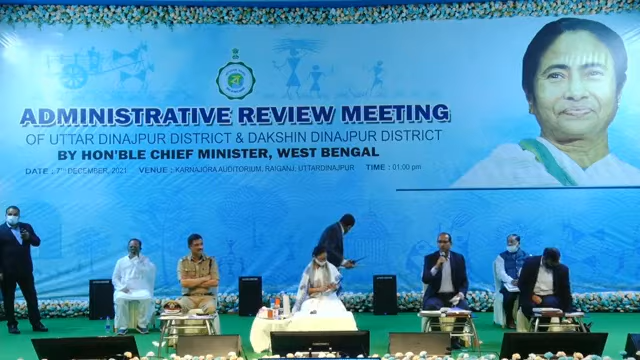 ADMINISTRATIVE REVIEW MEETING
OF UTTAR DINAJPUR DISTRICT & DAKSHIN DINAJPUR DISTRICT
BY HON'BLE CHIEF MINISTER, WEST BENGAL
DATE : 7TH DECEMBER, 2021 VENUE : KARNAJORA AUDITORIUM, RAIGANJ, UTTARDINAJPUR TIME : 01:00 pm